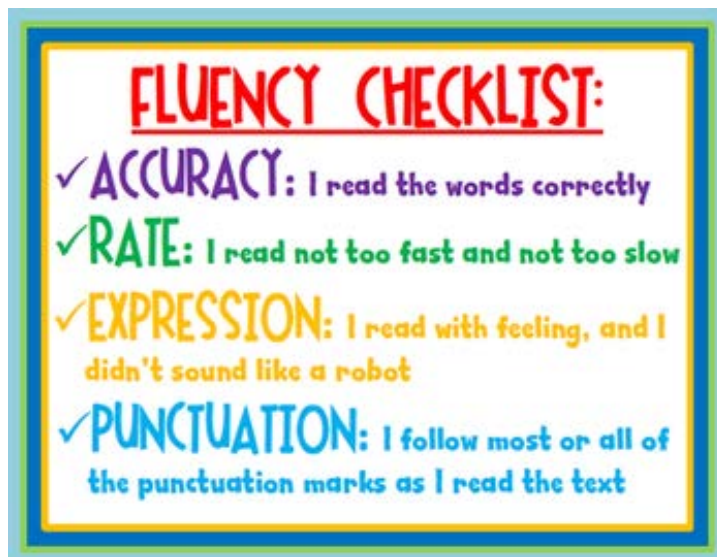 FLUENCY CHECKLIST:
✓ACCURACY: I read the words correctly
✓RATE: I read not too fast and not too slow
✓EXPRESSION: I read with feeling, and I
didn't sound like a robot
✓PUNCTUATION: I follow most or all of
the punctuation marks as I read the text